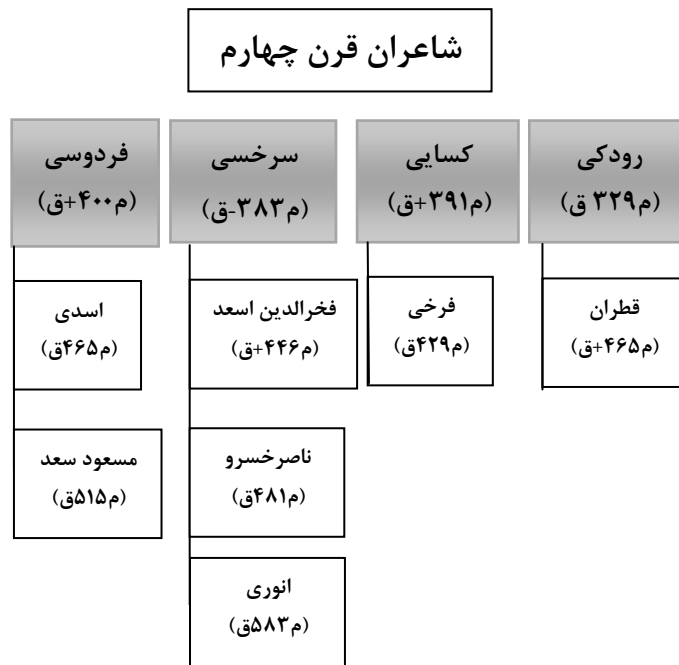 شاعران قرن چهارم
رودکی
(م۳۲۹ ق)
کسایی
(م۳۹۱+ق)
سرخسی
(م۳۸۳-ق)
فردوسی
(م۴۰۰+ق)
قطران
(م۴۶۵+ق)
فرخی
(م۴۲۹ق)
فخرالدین اسعد
(م۴۴۶+ق)
اسدی
(م۴۶۵ق)
ناصرخسرو
(م۴۸۱ق)
مسعود سعد
(م۵۱۵ق)
انوری
(م۵۸۳ق)